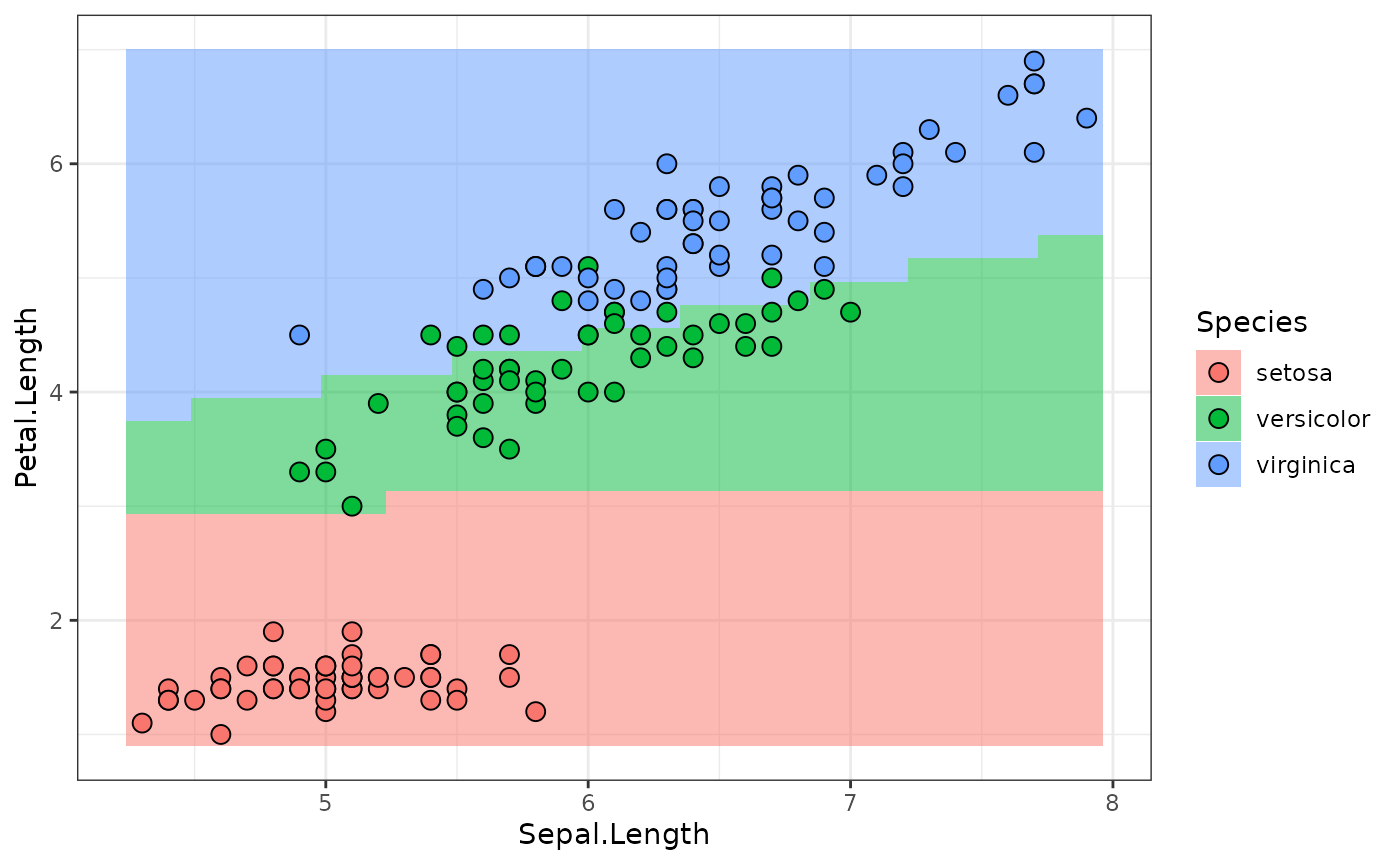 6
4
2
Petal.Length
5 6 7 8
Sepal.Length
Species
setosa
versicolor
virginica